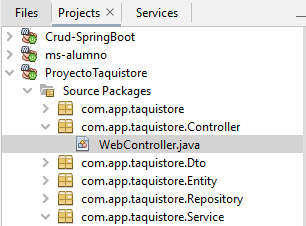 Files Projects × Services
Crud-SpringBoot
ms-alumno
ProyectoTaquistore
Source Packages
com.app.taquistore
com.app.taquistore.Controller
WebController.java
com.app.taquistore.Dto
com.app.taquistore.Entity
com.app.taquistore.Repository
com.app.taquistore.Service